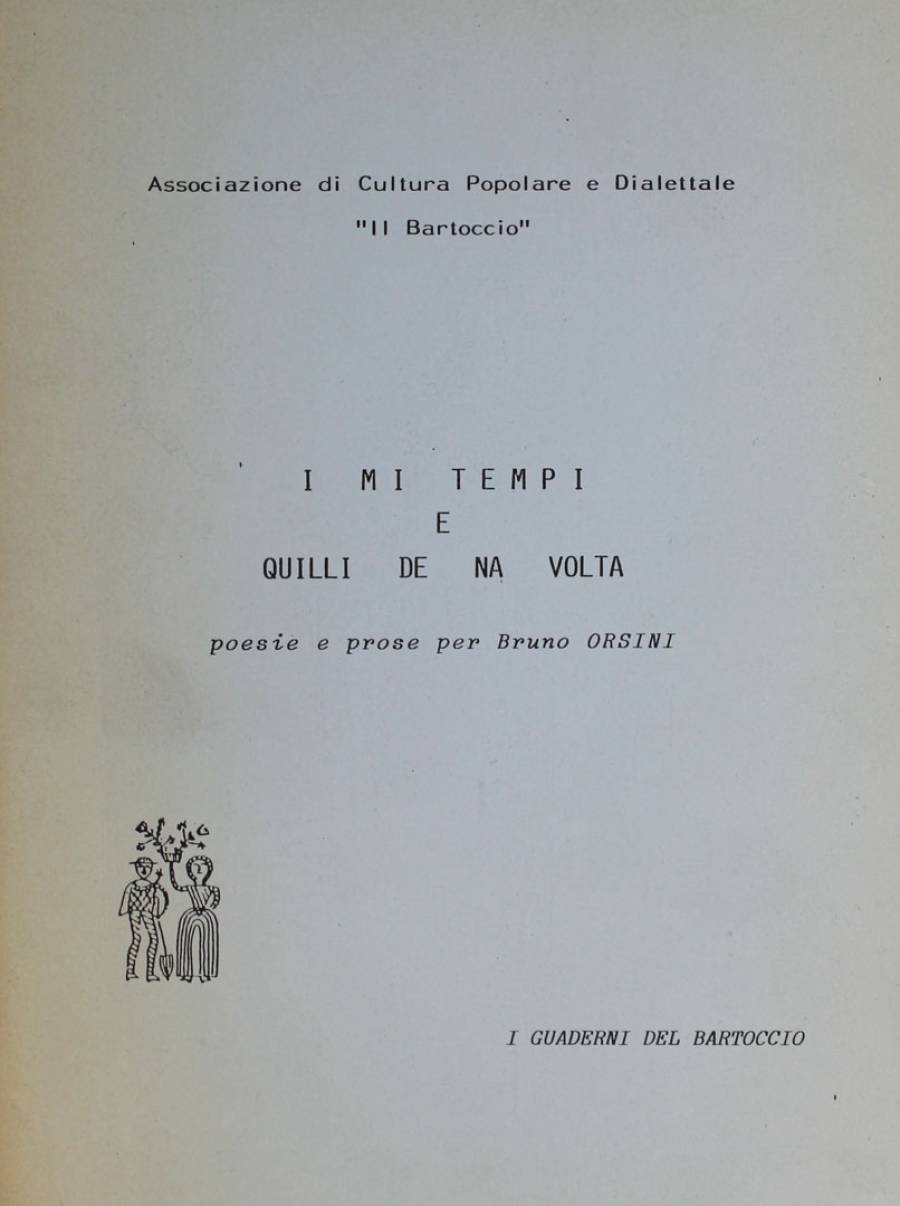 Associazione di Cultura Popolare e Dialettale
"Il Bartoccio"
I MI TEMPI
E
QUILLI DE NA VOLTA
poesie e prose per Bruno ORSINI
I GUADERNI DEL BARTOCCIO